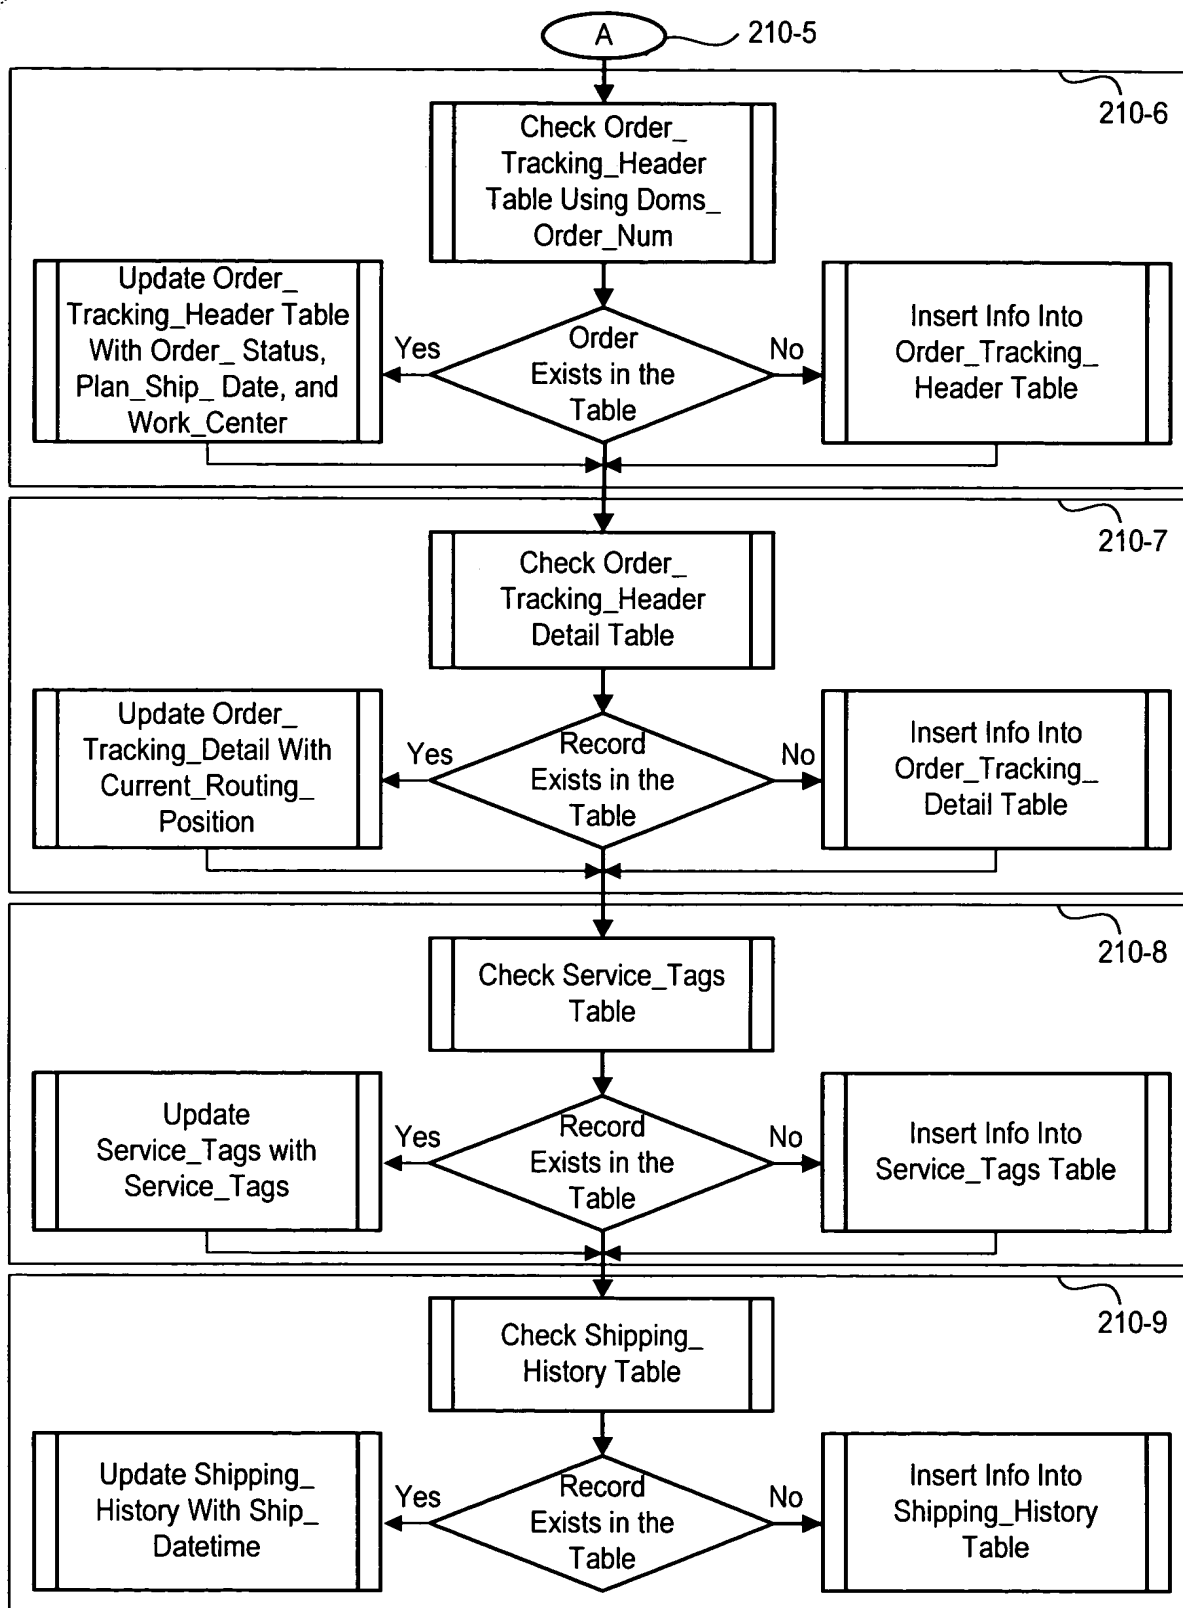 A
210-5
210-6
Check Order_
Tracking_Header
Table Using Doms_
Order_Num
Update Order_
Tracking_Header Table
With Order_ Status,
Plan_Ship_ Date, and
Work_Center
Yes
Order
Exists in the
Table
No
Insert Info Into
Order_Tracking_
Header Table
210-7
Check Order_
Tracking_Header
Detail Table
Update Order_
Tracking_Detail With
Current_Routing_
Position
Yes
Record
Exists in the
Table
No
Insert Info Into
Order_Tracking_
Detail Table
210-8
Check Service_Tags
Table
Update
Service_Tags with
Service_Tags
Yes
Record
Exists in the
Table
No
Insert Info Into
Service_Tags Table
210-9
Check Shipping_
History Table
Update Shipping_
History With Ship_
Datetime
Yes
Record
Exists in the
Table
No
Insert Info Into
Shipping_History
Table